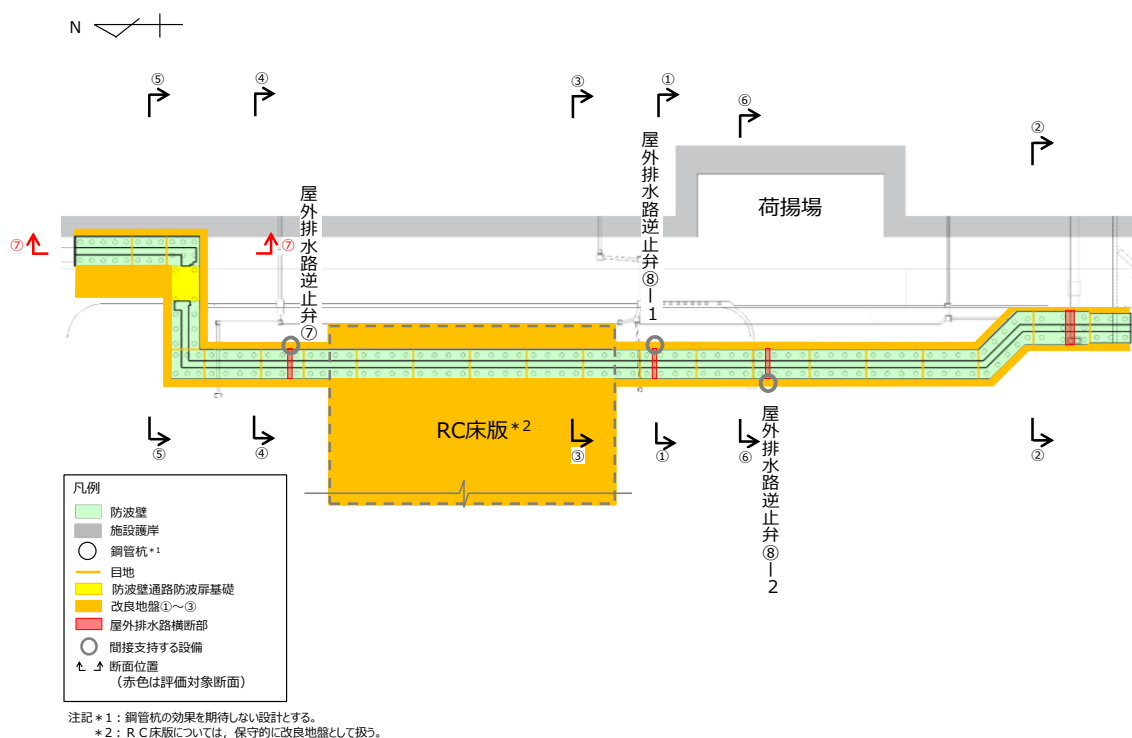 N
⑤
④
③
①
⑥
②
屋外排水路逆止弁⑦
屋外排水路逆止弁⑧－1
荷揚場
⑦
⑦
RC床版＊2
⑤
④
③
①
⑥
②
屋外排水路逆止弁⑧－2
凡例
防波壁
施設護岸
鋼管杭＊1
目地
防波壁通路防波扉基礎
改良地盤①～③
屋外排水路横断部
間接支持する設備
断面位置
（赤色は評価対象断面）
注記＊1：鋼管杭の効果を期待しない設計とする。
＊2：ＲＣ床版については，保守的に改良地盤として扱う。